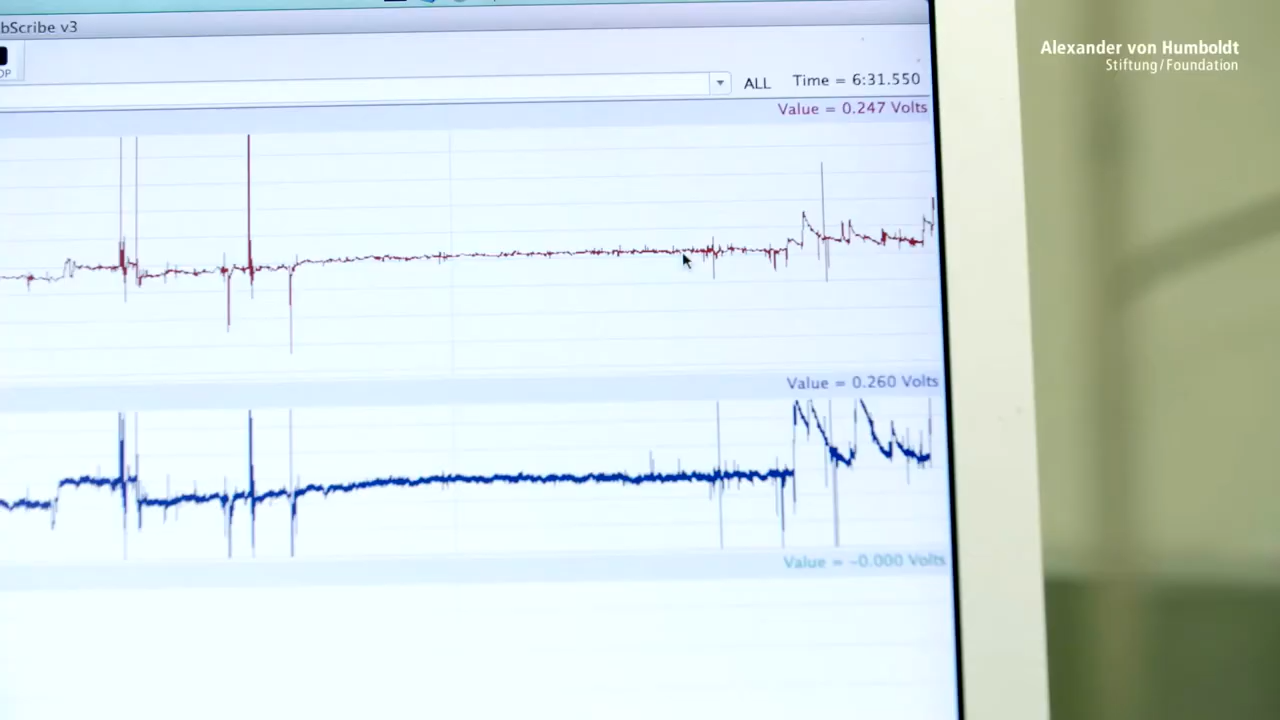 bScribe v3
OP
ALL Time = 6:31.550
Value = 0.247 Volts
Value = 0.260 Volts
Value = -0.000 Volts
Alexander von Humboldt
Stiftung/Foundation